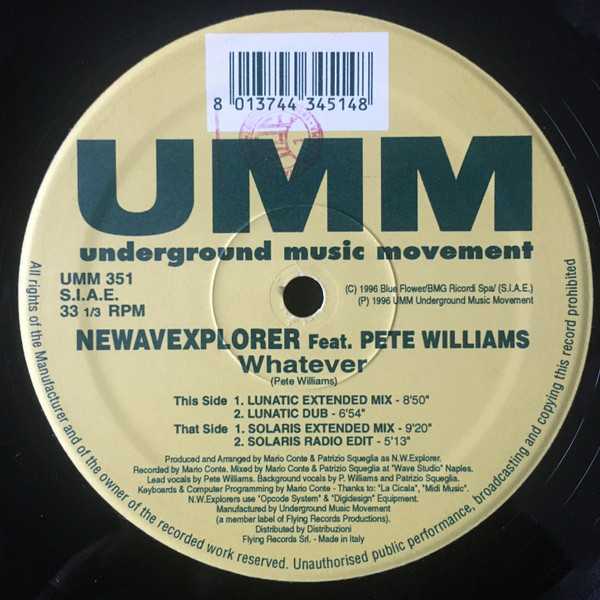 8 013744 345148
UMM
underground music movement
UMM 351
S.I.A.E.
33 1/3 RPM
(C) 1996 Blue Flower/BMG Ricordi Spa/ (S.I.A.E.)
(P) 1996 UMM Underground Music Movement
NEWAVEXPLORER Feat. PETE WILLIAMS
Whatever
(Pete Williams)
This Side 1. LUNATIC EXTENDED MIX - 8'50"
2. LUNATIC DUB - 6'54"
That Side 1. SOLARIS EXTENDED MIX - 9'20"
2. SOLARIS RADIO EDIT - 5'13"
Produced and Arranged by Mario Conte & Patrizio Squeglia as N.W.Explorer.
Recorded by Mario Conte. Mixed by Mario Conte & Patrizio Squeglia at "Wave Studio" Naples.
Lead vocals by Pete Williams. Background vocals by P. Williams and Patrizio Squeglia.
Keyboards & Computer Programming by Mario Conte - Thanks to: "La Cicala", "Midi Music".
N.W.Explorers use "Opcode System" & "Digidesign" Equipment.
Manufactured by Underground Music Movement
(a member label of Flying Records Productions).
Distributed by Distribuzioni
Flying Records Srl. - Made in Italy
All rights of the Manufacturer and of the owner of the recorded work reserved. Unauthorised public performance, broadcasting and copying this record prohibited